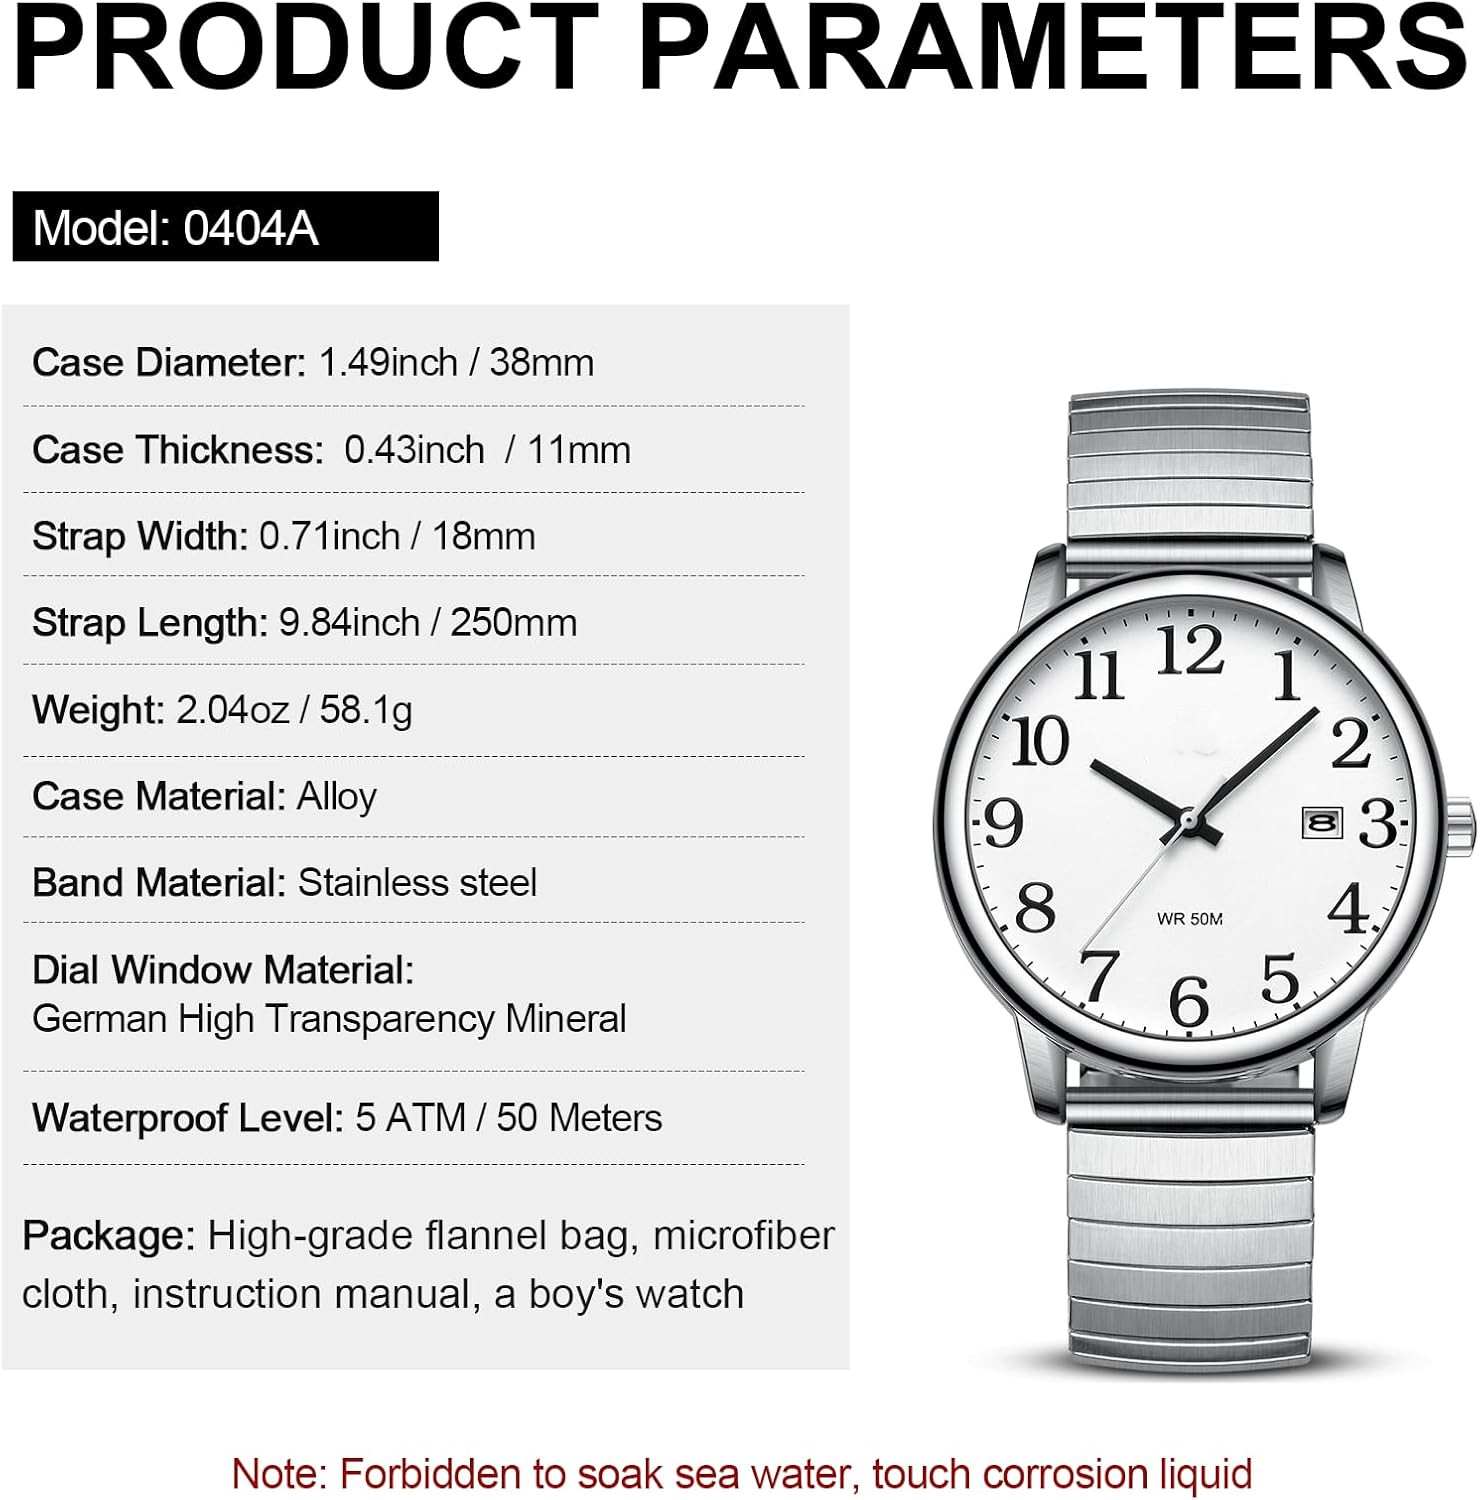 PRODUCT PARAMETERS
Model: 0404A
Case Diameter: 1.49inch / 38mm
Case Thickness: 0.43inch / 11mm
Strap Width: 0.71inch / 18mm
Strap Length: 9.84inch / 250mm
Weight: 2.04oz / 58.1g
Case Material: Alloy
Band Material: Stainless steel
Dial Window Material:
German High Transparency Mineral
Waterproof Level: 5 ATM / 50 Meters
Package: High-grade flannel bag, microfiber
cloth, instruction manual, a boy's watch
12
11
1
10
2
9
8
3
8
4
WR 50M
7
5
6
Note: Forbidden to soak sea water, touch corrosion liquid